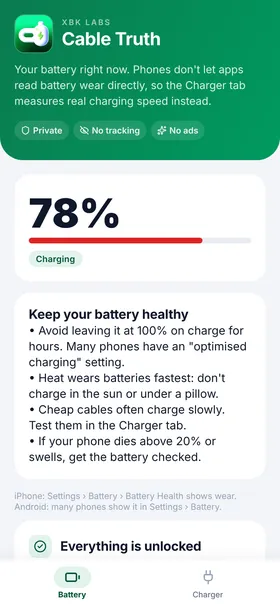 XBK LABS
Cable Truth
Your battery right now. Phones don't let apps
read battery wear directly, so the Charger tab
measures real charging speed instead.
Private
No tracking
No ads
78%
Charging
Keep your battery healthy
• Avoid leaving it at 100% on charge for
hours. Many phones have an "optimised
charging" setting.
• Heat wears batteries fastest: don't
charge in the sun or under a pillow.
• Cheap cables often charge slowly.
Test them in the Charger tab.
• If your phone dies above 20% or
swells, get the battery checked.
iPhone: Settings › Battery › Battery Health shows wear.
Android: many phones show it in Settings › Battery.
Everything is unlocked
Battery
Charger